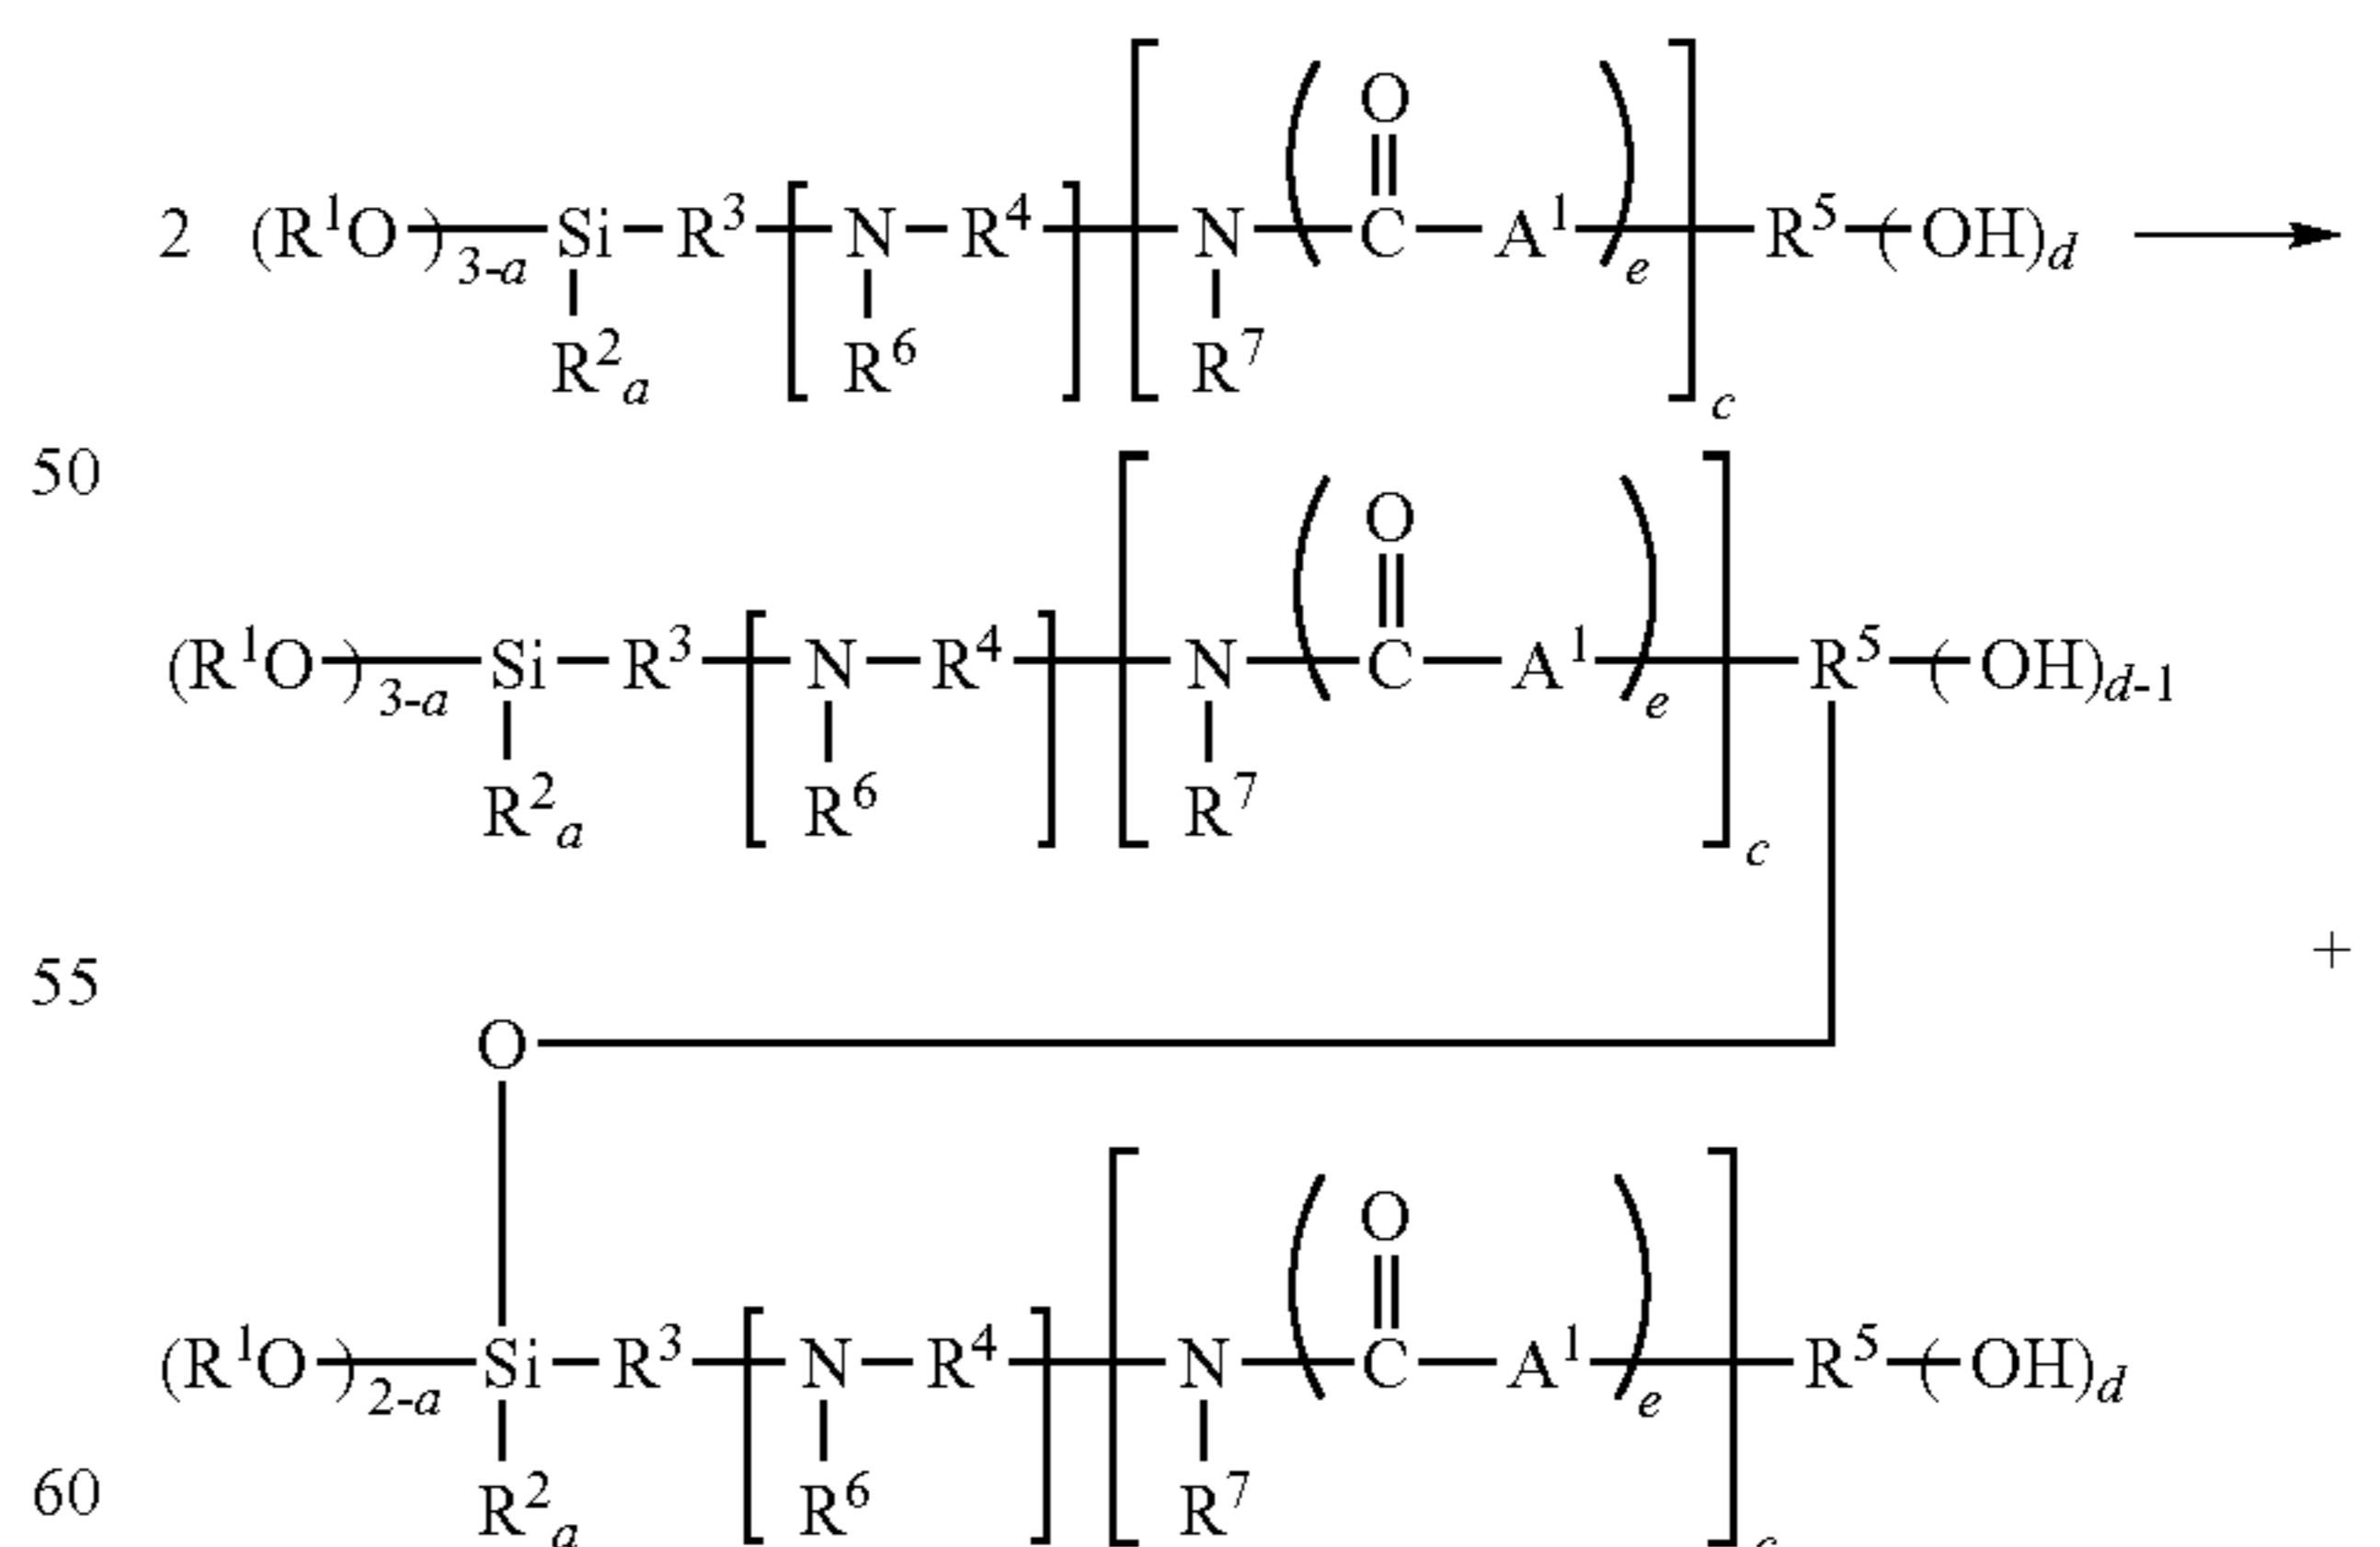 O
2 (R¹O)₃₋ₐ Si—R³ [ N—R⁴ ] [ N ( C—A¹ )ₑ ]c R⁵ (OH)d ⟶
R²ₐ R⁶ R⁷
50
O
(R¹O)₃₋ₐ Si—R³ [ N—R⁴ ] [ N ( C—A¹ )ₑ ]c R⁵ (OH)d-1
R²ₐ R⁶ R⁷
+
55
O
O
(R¹O)₂₋ₐ Si—R³ [ N—R⁴ ] [ N ( C—A¹ )ₑ ]c R⁵ (OH)d
60 R²ₐ R⁶ R⁷